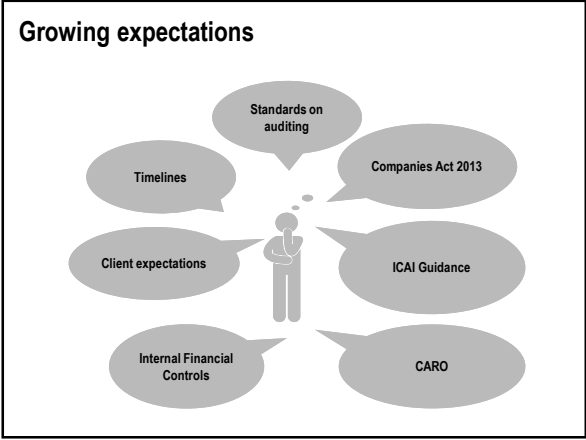 Growing expectations
Standards on
auditing
Companies Act 2013
Timelines
Client expectations
ICAI Guidance
Internal Financial
Controls
CARO